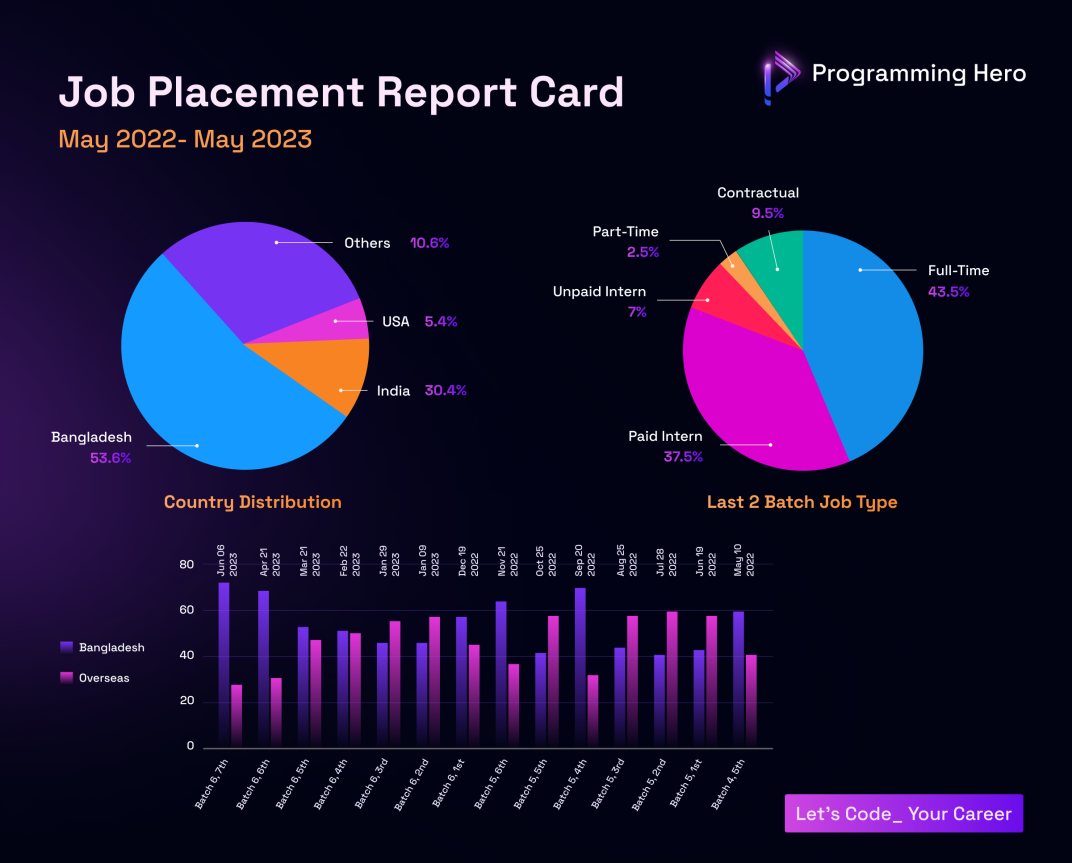 Programming Hero
Job Placement Report Card
May 2022- May 2023
Others 10.6%
USA 5.4%
India 30.4%
Bangladesh
53.6%
Country Distribution
Contractual
9.5%
Part-Time
2.5%
Full-Time
43.5%
Unpaid Intern
7%
Paid Intern
37.5%
Last 2 Batch Job Type
Bangladesh
Overseas
80
60
40
20
0
Jun 06
2023
Apr 21
2023
Mar 21
2023
Feb 22
2023
Jan 29
2023
Jan 09
2023
Dec 19
2022
Nov 21
2022
Oct 25
2022
Sep 20
2022
Aug 25
2022
Jul 28
2022
Jun 19
2022
May 10
2022
Batch 6, 7th
Batch 6, 6th
Batch 6, 5th
Batch 6, 4th
Batch 6, 3rd
Batch 6, 2nd
Batch 6, 1st
Batch 5, 6th
Batch 5, 5th
Batch 5, 4th
Batch 5, 3rd
Batch 5, 2nd
Batch 5, 1st
Batch 4, 5th
Let's Code_ Your Career